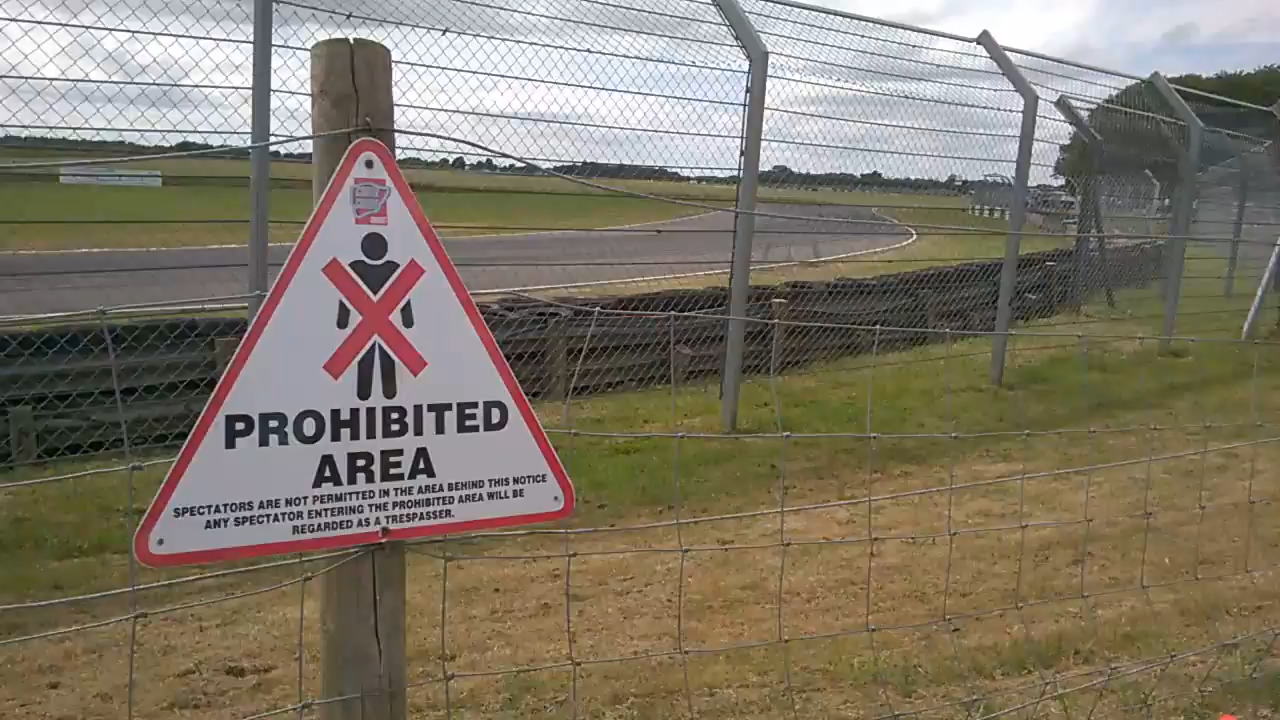 PROHIBITED
AREA
SPECTATORS ARE NOT PERMITTED IN THE AREA BEHIND THIS NOTICE
ANY SPECTATOR ENTERING THE PROHIBITED AREA WILL BE
REGARDED AS A TRESPASSER.